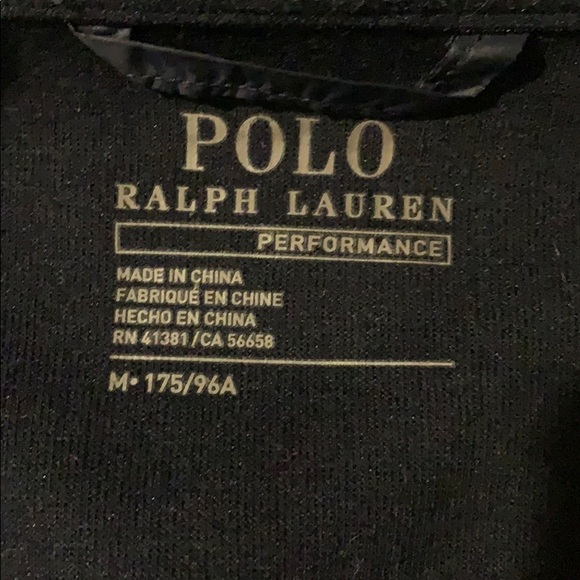 POLO
RALPH LAUREN
PERFORMANCE
MADE IN CHINA
FABRIQUÉ EN CHINE
HECHO EN CHINA
RN 41381/CA 56658
M• 175/96A